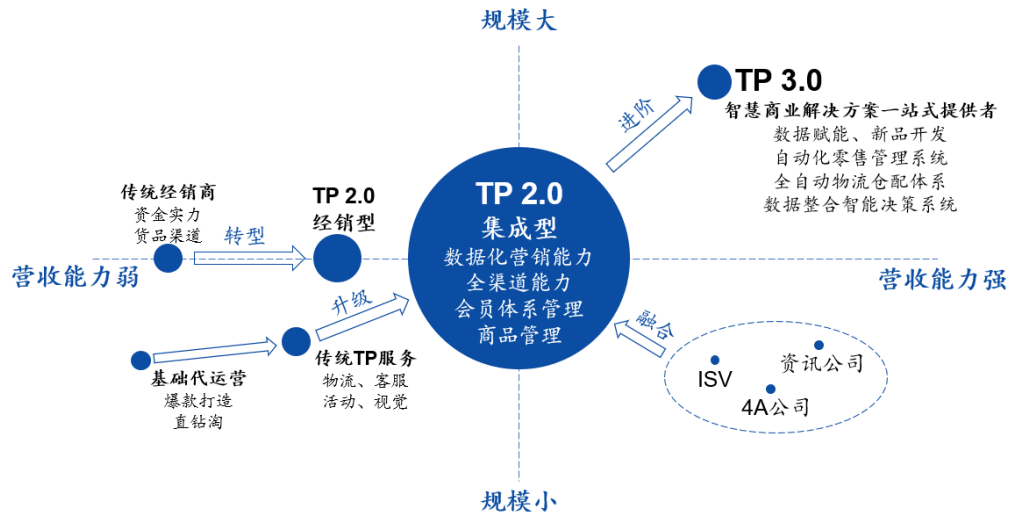 规模大
TP 3.0
智慧商业解决方案一站式提供者
数据赋能、新品开发
自动化零售管理系统
全自动物流仓配体系
数据整合智能决策系统
进阶
传统经销商
资金实力
货品渠道
转型
TP 2.0
经销型
TP 2.0
集成型
数据化营销能力
全渠道能力
会员体系管理
商品管理
营收能力弱
营收能力强
升级
融合
基础代运营
爆款打造
直钻淘
传统TP服务
物流、客服
活动、视觉
ISV
资讯公司
4A公司
规模小